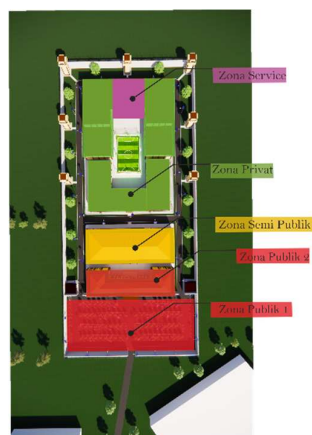 Zona Service
Zona Privat
Zona Semi Publik
Zona Publik 2
Zona Publik 1